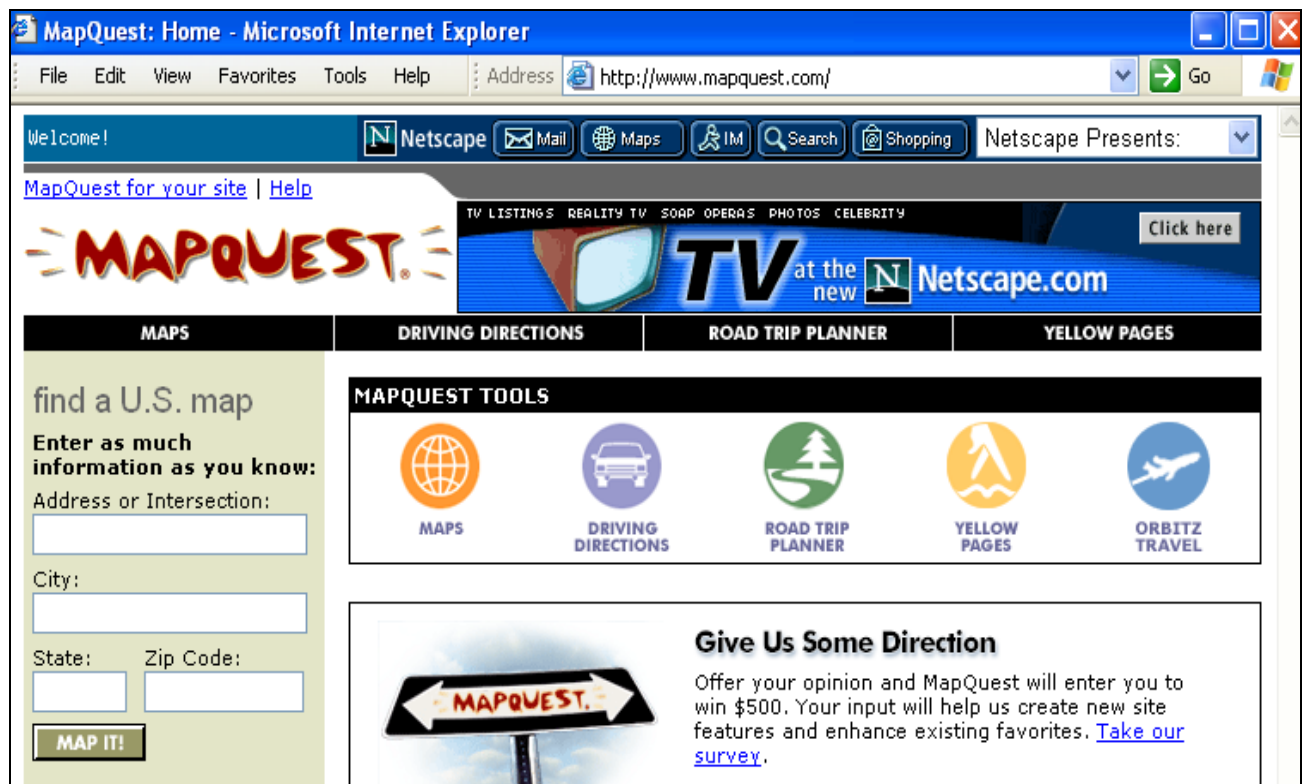 MapQuest: Home - Microsoft Internet Explorer
File Edit View Favorites Tools Help Address http://www.mapquest.com/ Go
Welcome! N Netscape Mail Maps IM Search Shopping Netscape Presents:
MapQuest for your site | Help
MAPQUEST.®
TV LISTINGS REALITY TV SOAP OPERAS PHOTOS CELEBRITY
TV at the new N Netscape.com
Click here
MAPS DRIVING DIRECTIONS ROAD TRIP PLANNER YELLOW PAGES
find a U.S. map
Enter as much
information as you know:
Address or Intersection:
City:
State: Zip Code:
MAP IT!
MAPQUEST TOOLS
MAPS
DRIVING
DIRECTIONS
ROAD TRIP
PLANNER
YELLOW
PAGES
ORBITZ
TRAVEL
MAPQUEST.
Give Us Some Direction
Offer your opinion and MapQuest will enter you to
win $500. Your input will help us create new site
features and enhance existing favorites. Take our
survey.